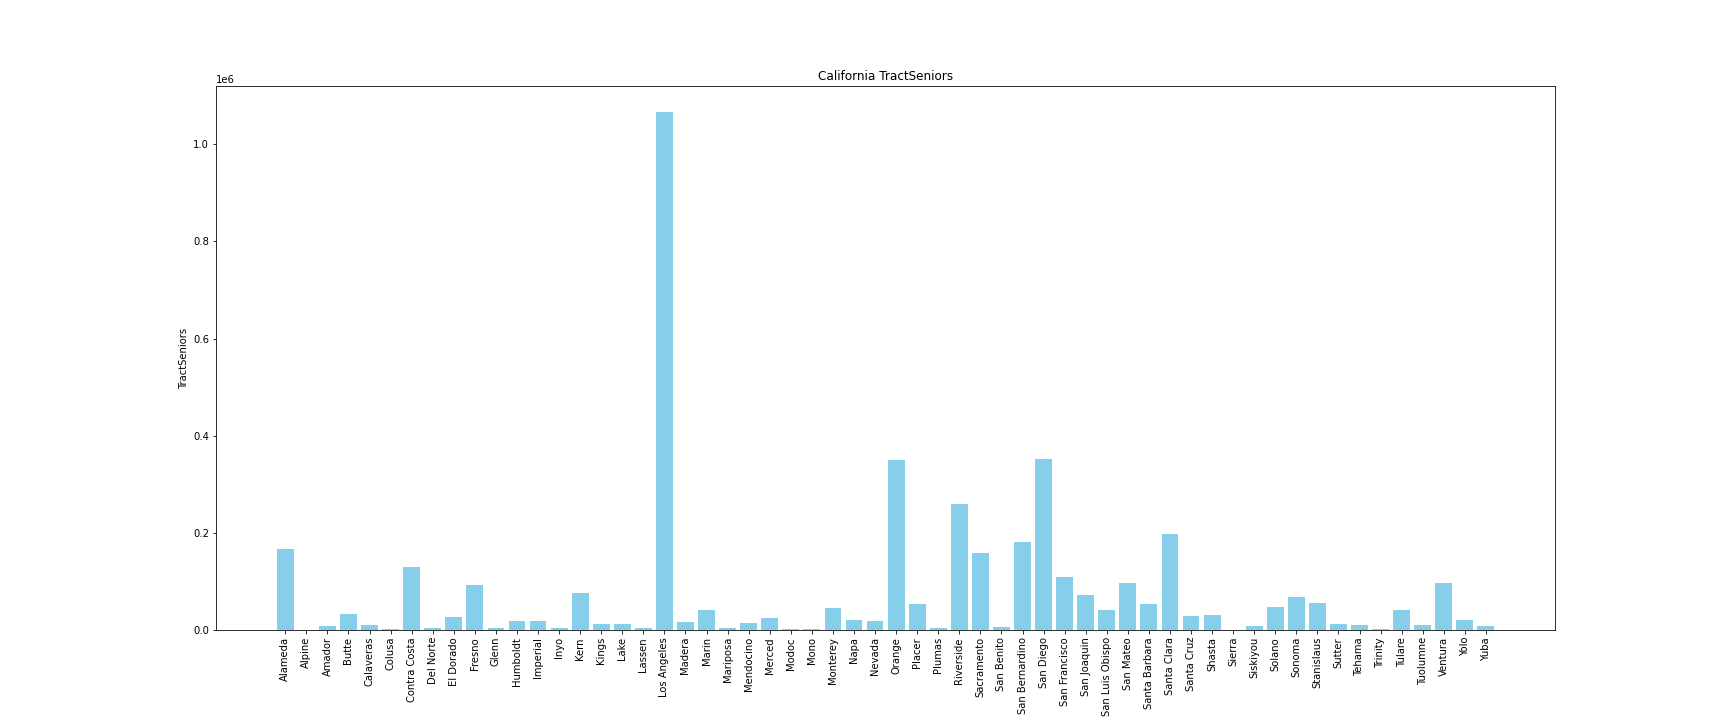 California TractSeniors
1e6
1.0
0.8
0.6
0.4
0.2
0.0
TractSeniors
Alameda
Alpine
Amador
Butte
Calaveras
Colusa
Contra Costa
Del Norte
El Dorado
Fresno
Glenn
Humboldt
Imperial
Inyo
Kern
Kings
Lake
Lassen
Los Angeles
Madera
Marin
Mariposa
Mendocino
Merced
Modoc
Mono
Monterey
Napa
Nevada
Orange
Placer
Plumas
Riverside
Sacramento
San Benito
San Bernardino
San Diego
San Francisco
San Joaquin
San Luis Obispo
San Mateo
Santa Barbara
Santa Clara
Santa Cruz
Shasta
Sierra
Siskiyou
Solano
Sonoma
Stanislaus
Sutter
Tehama
Trinity
Tulare
Tuolumne
Ventura
Yolo
Yuba